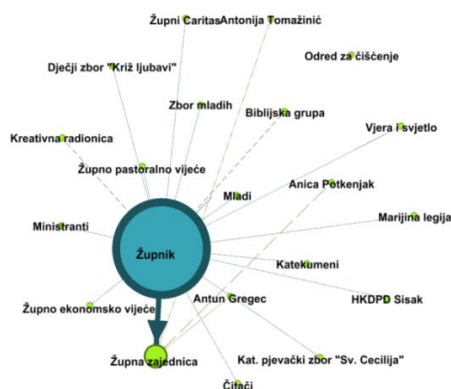 Župni Caritas
Antonija Tomažinić
Odred za čišćenje
Dječji zbor "Križ ljubavi"
Zbor mladih
Biblijska grupa
Vjera i svjetlo
Kreativna radionica
Župno pastoralno vijeće
Mladi
Anica Potkenjak
Ministranti
Marijina legija
Župnik
Katekumeni
Župno ekonomsko vijeće
Antun Gregec
HKDPD Sisak
Župna zajednica
Kat. pjevački zbor "Sv. Cecilija"
Čitači